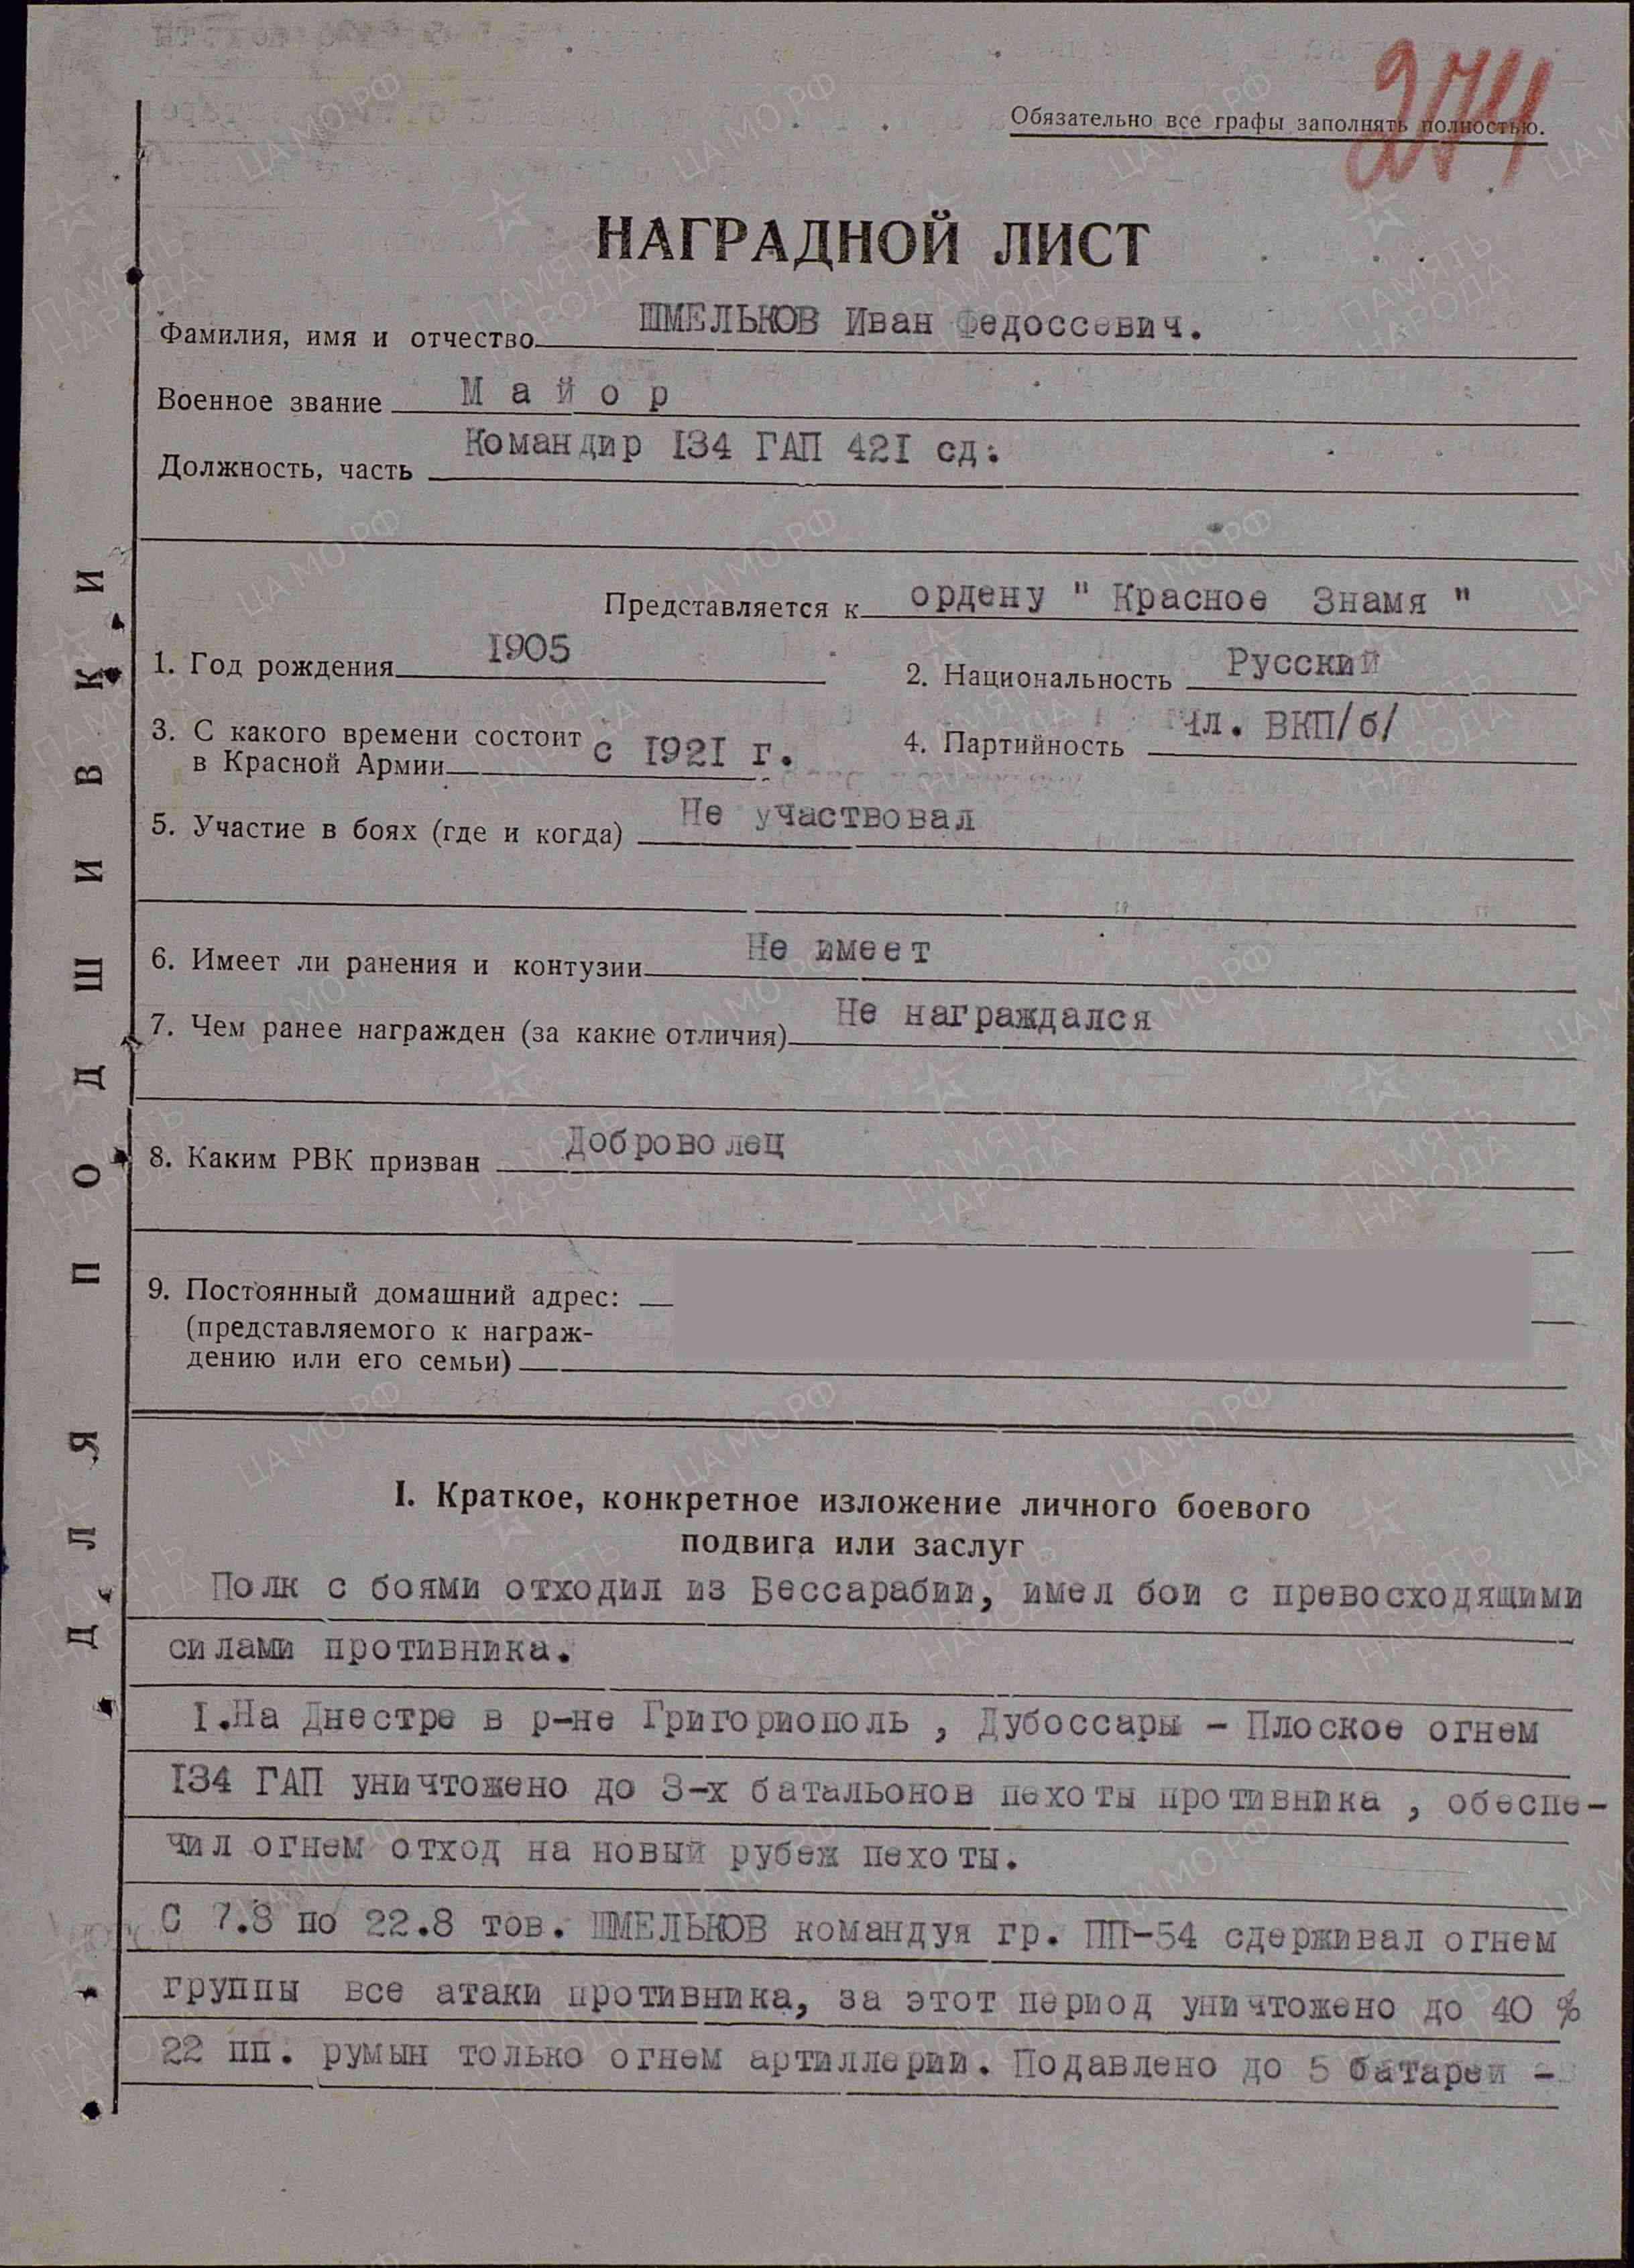 274
Обязательно все графы заполнять полностью.
НАГРАДНОЙ ЛИСТ
Фамилия, имя и отчество ШМЕЛЬКОВ Иван Федоссевич.
Военное звание М а й о р
Должность, часть Командир I34 ГАП 42I сд.
Представляется к ордену " Красное Знамя "
1. Год рождения I905
2. Национальность Русский
3. С какого времени состоит
в Красной Армии с I92I г.
4. Партийность чл. ВКП/б/
5. Участие в боях (где и когда) Не участвовал
6. Имеет ли ранения и контузии Не имеет
7. Чем ранее награжден (за какие отличия) Не награждался
8. Каким РВК призван Доброволец
9. Постоянный домашний адрес:
(представляемого к награж-
дению или его семьи)
I. Краткое, конкретное изложение личного боевого
подвига или заслуг
Полк с боями отходил из Бессарабии, имел бои с превосходящими
силами противника.
I.На Днестре в р-не Григориополь , Дубоссары - Плоское огнем
I34 ГАП уничтожено до 3-х батальонов пехоты противника , обеспе-
чил огнем отход на новый рубеж пехоты.
С 7.8 по 22.8 тов. ШМЕЛЬКОВ командуя гр. ПП-54 сдерживал огнем
группы все атаки противника, за этот период уничтожено до 40 %
22 пп. румын только огнем артиллерии. Подавлено до 5 батарей -
ДЛЯ ПОДШИВКИ
ЦА МО.РФ
ПАМЯТЬ
НАРОДА